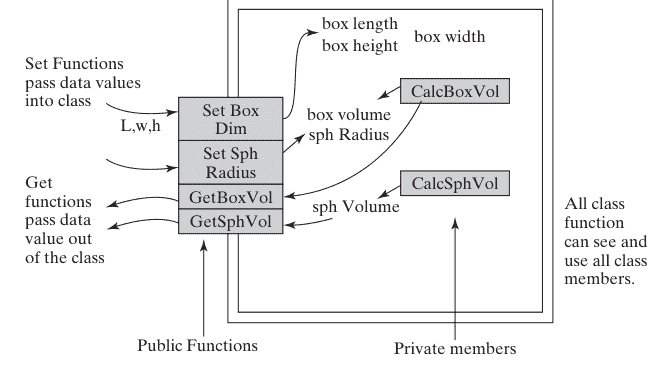 box length
box height
box width
Set Functions
pass data values
into class
L,w,h
Set Box
Dim
CalcBoxVol
box volume
sph Radius
Set Sph
Radius
Get
functions
pass data
value out
of the class
GetBoxVol
GetSphVol
CalcSphVol
sph Volume
All class
function
can see and
use all class
members.
Public Functions
Private members